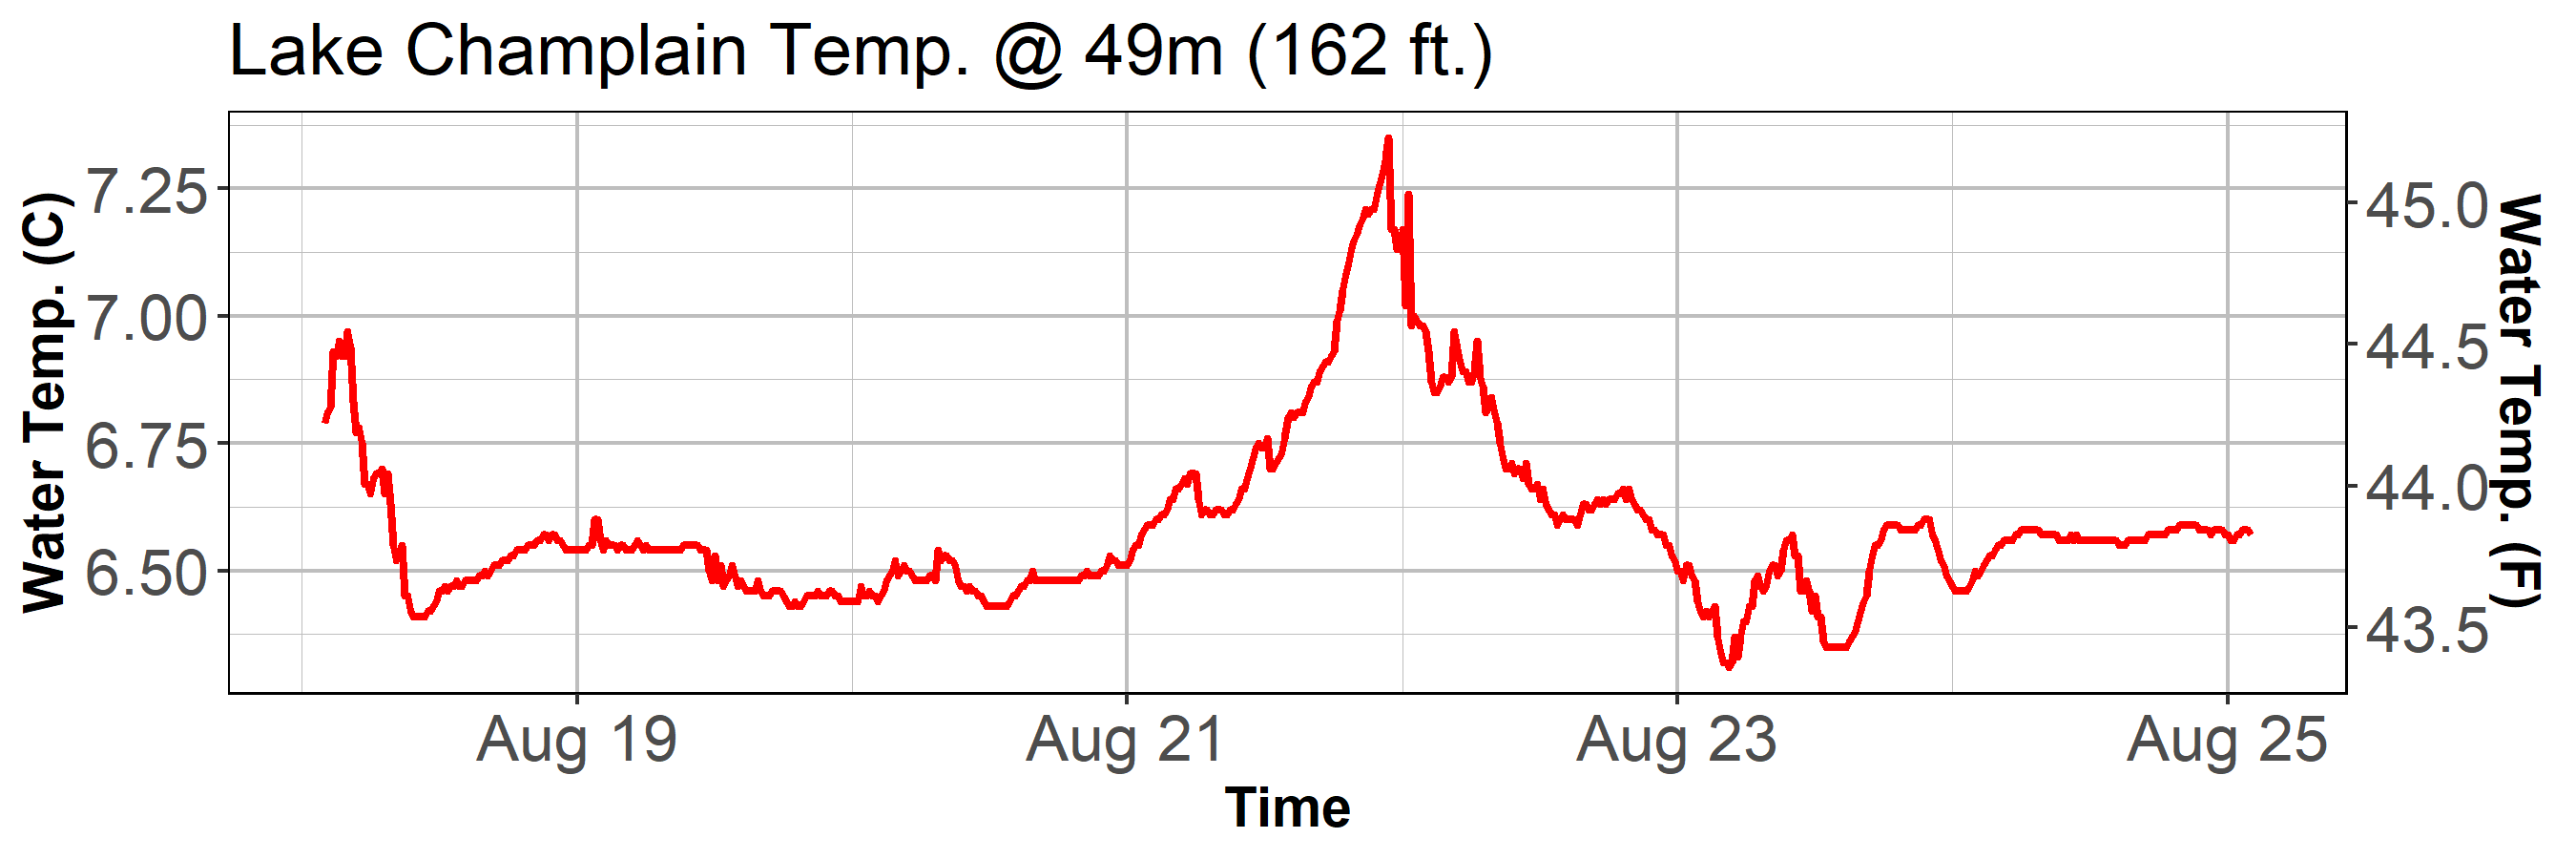 Lake Champlain Temp. @ 49m (162 ft.)
Water Temp. (C)
7.25
7.00
6.75
6.50
45.0
44.5
44.0
43.5
Water Temp. (F)
Aug 19 Aug 21 Aug 23 Aug 25
Time